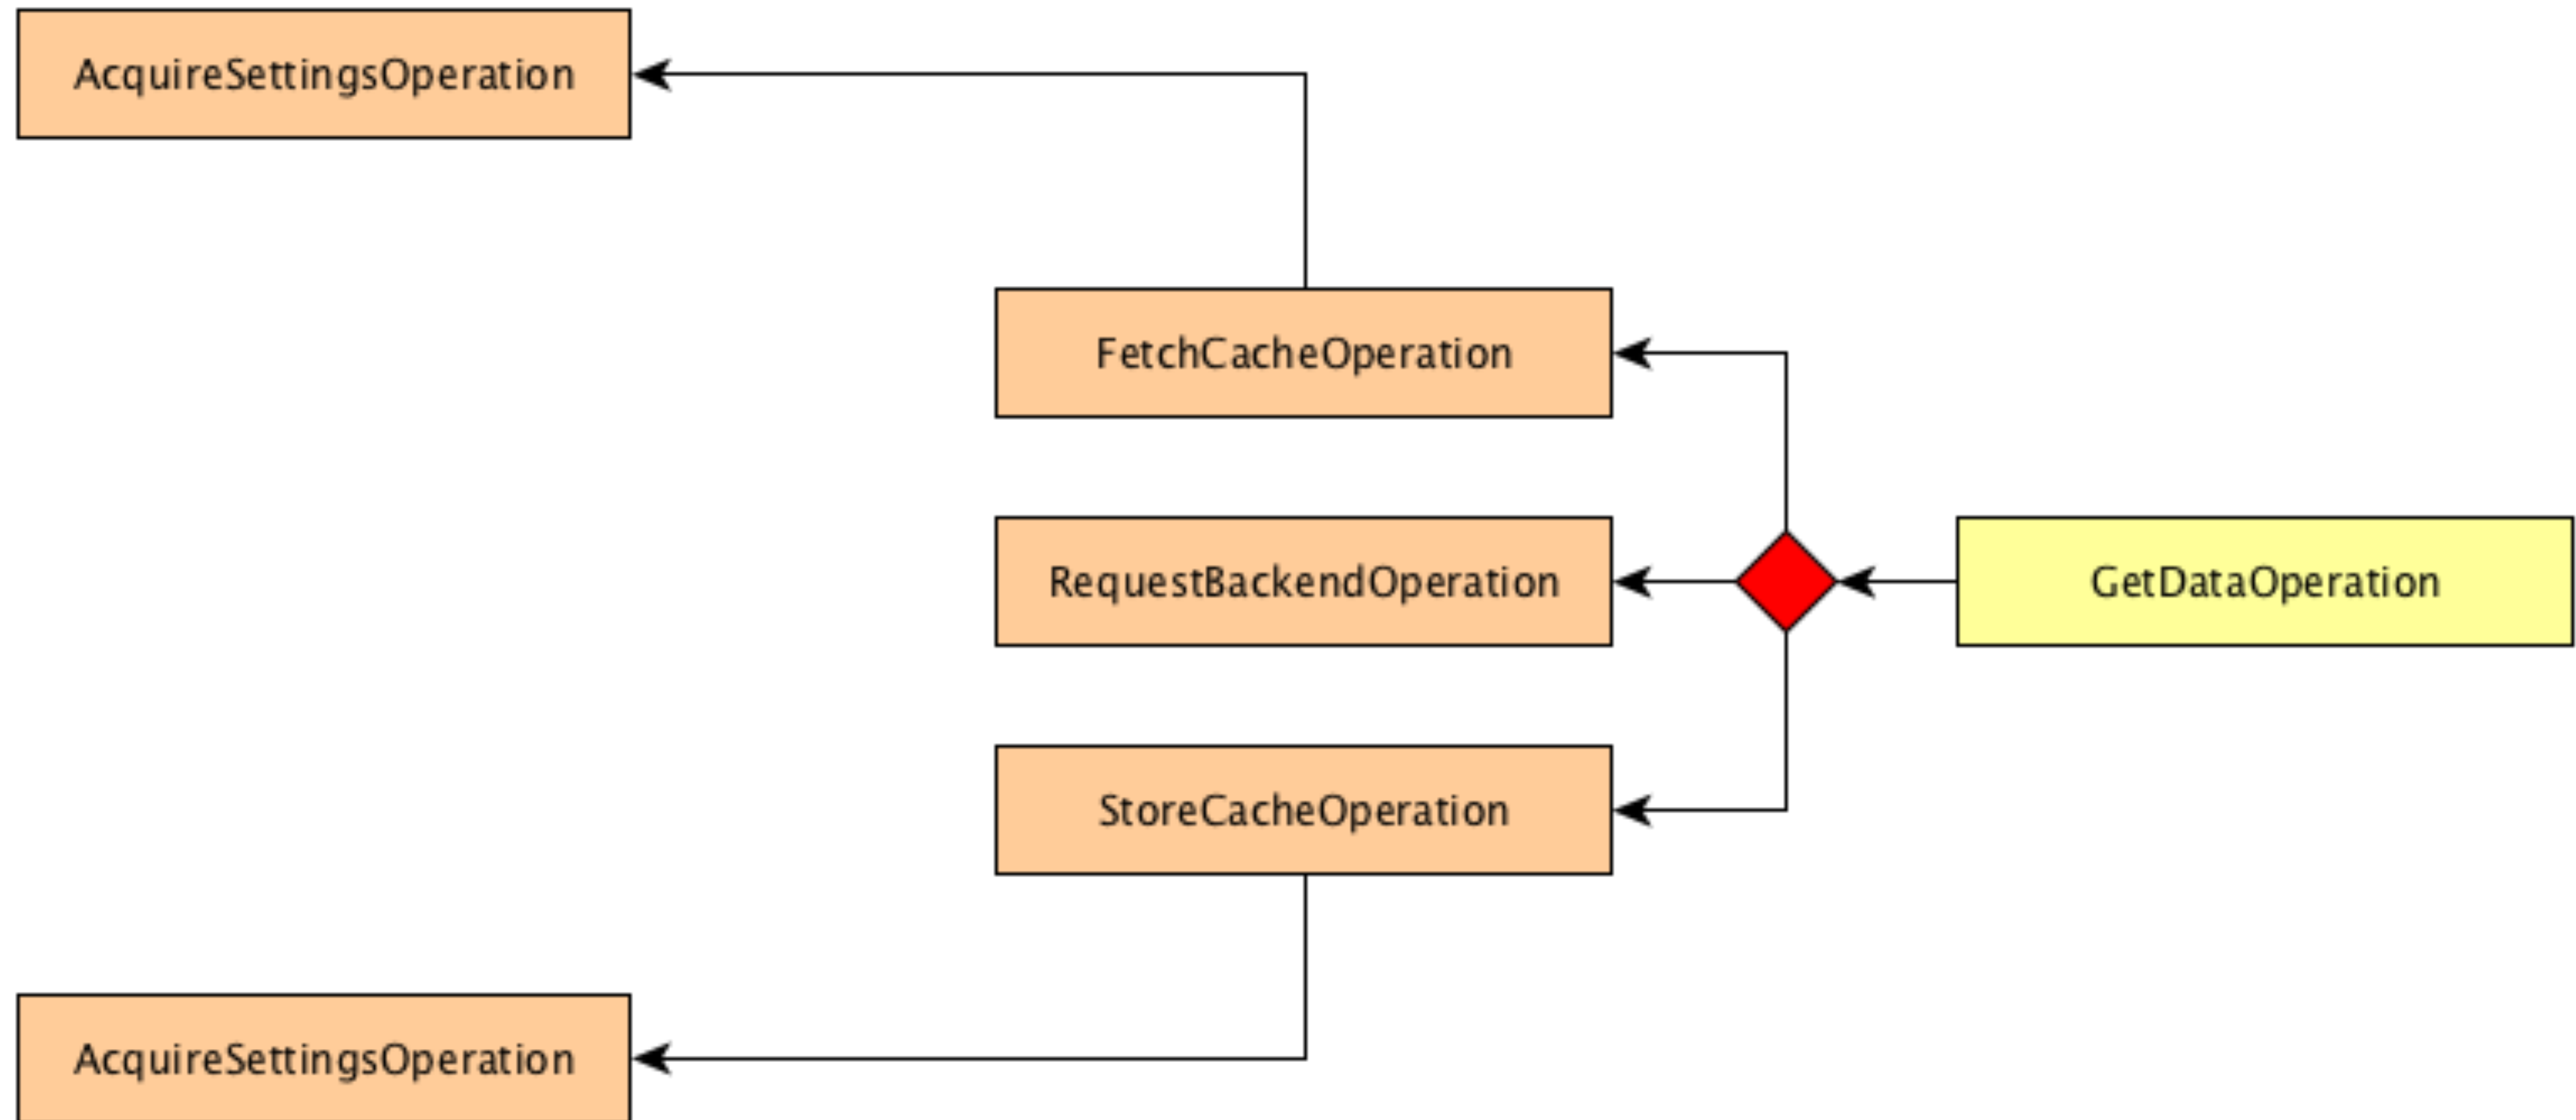 AcquireSettingsOperation
FetchCacheOperation
RequestBackendOperation
GetDataOperation
StoreCacheOperation
AcquireSettingsOperation